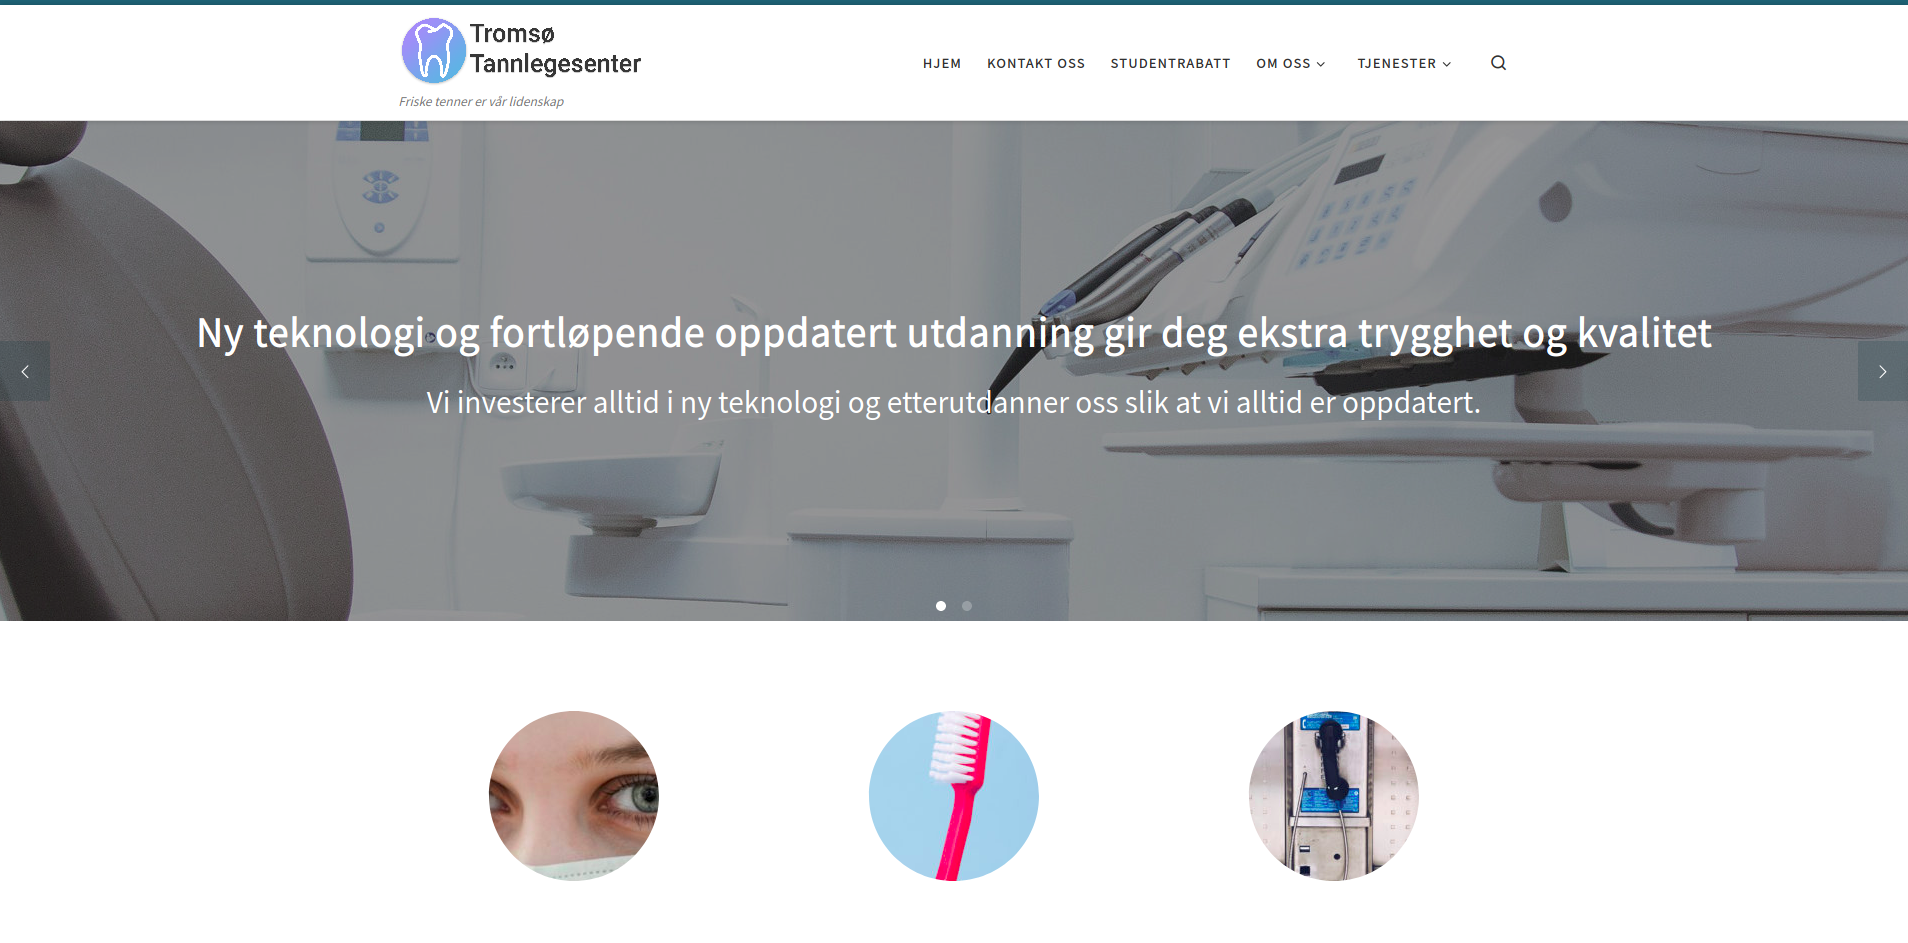 Tromsø
Tannlegesenter
Friske tenner er vår lidenskap
HJEM KONTAKT OSS STUDENTRABATT OM OSS TJENESTER
Ny teknologi og fortløpende oppdatert utdanning gir deg ekstra trygghet og kvalitet
Vi investerer alltid i ny teknologi og etterutdanner oss slik at vi alltid er oppdatert.